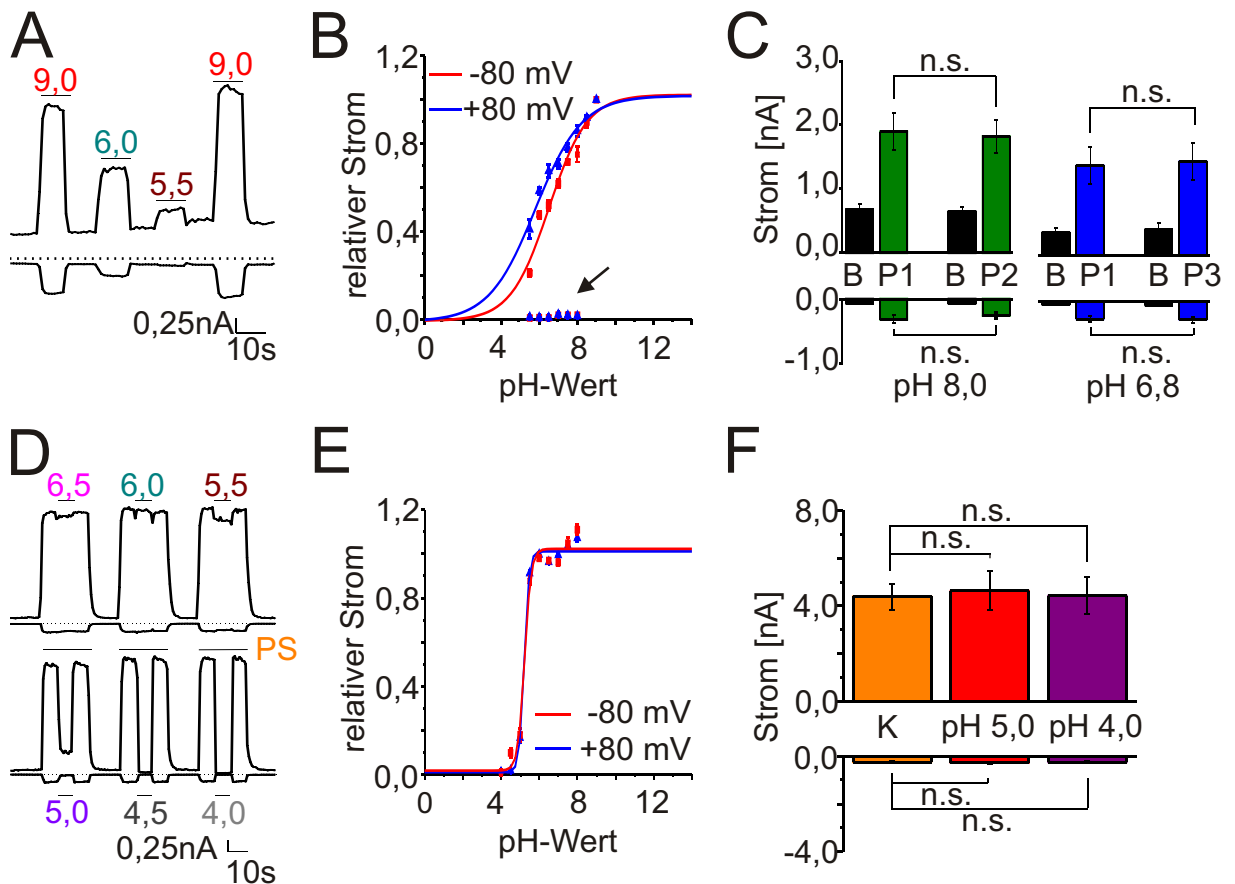 A
9,0
6,0
5,5
9,0
0,25nA
10s
B
1,2
0,8
0,4
0,0
relativer Strom
-80 mV
+80 mV
0 4 8 12
pH-Wert
C
3,0
2,0
1,0
0,0
0,0
-1,0
Strom [nA]
n.s.
n.s.
B P1 B P2 B P1 B P3
n.s.
n.s.
pH 8,0
pH 6,8
D
6,5
6,0
5,5
PS
5,0
4,5
4,0
0,25nA
10s
E
1,2
0,8
0,4
0,0
relativer Strom
-80 mV
+80 mV
0 4 8 12
pH-Wert
F
8,0
4,0
0,0
0,0
-4,0
Strom [nA]
n.s.
n.s.
K pH 5,0 pH 4,0
n.s.
n.s.